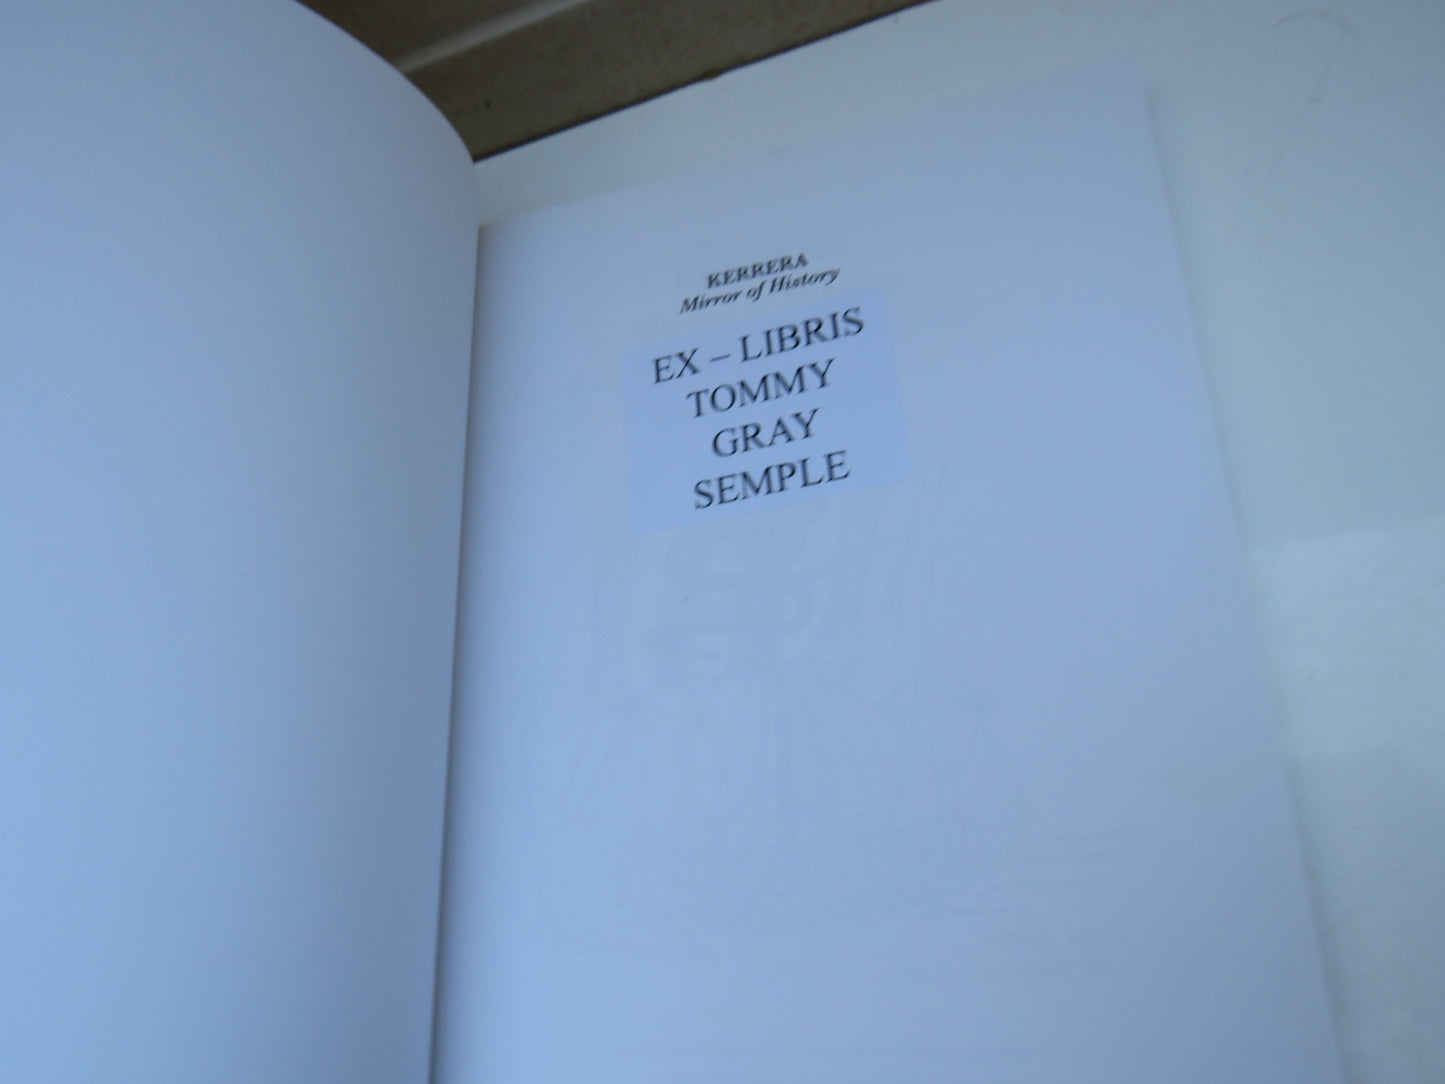 KERRERA
Mirror of History
EX – LIBRIS
TOMMY
GRAY
SEMPLE